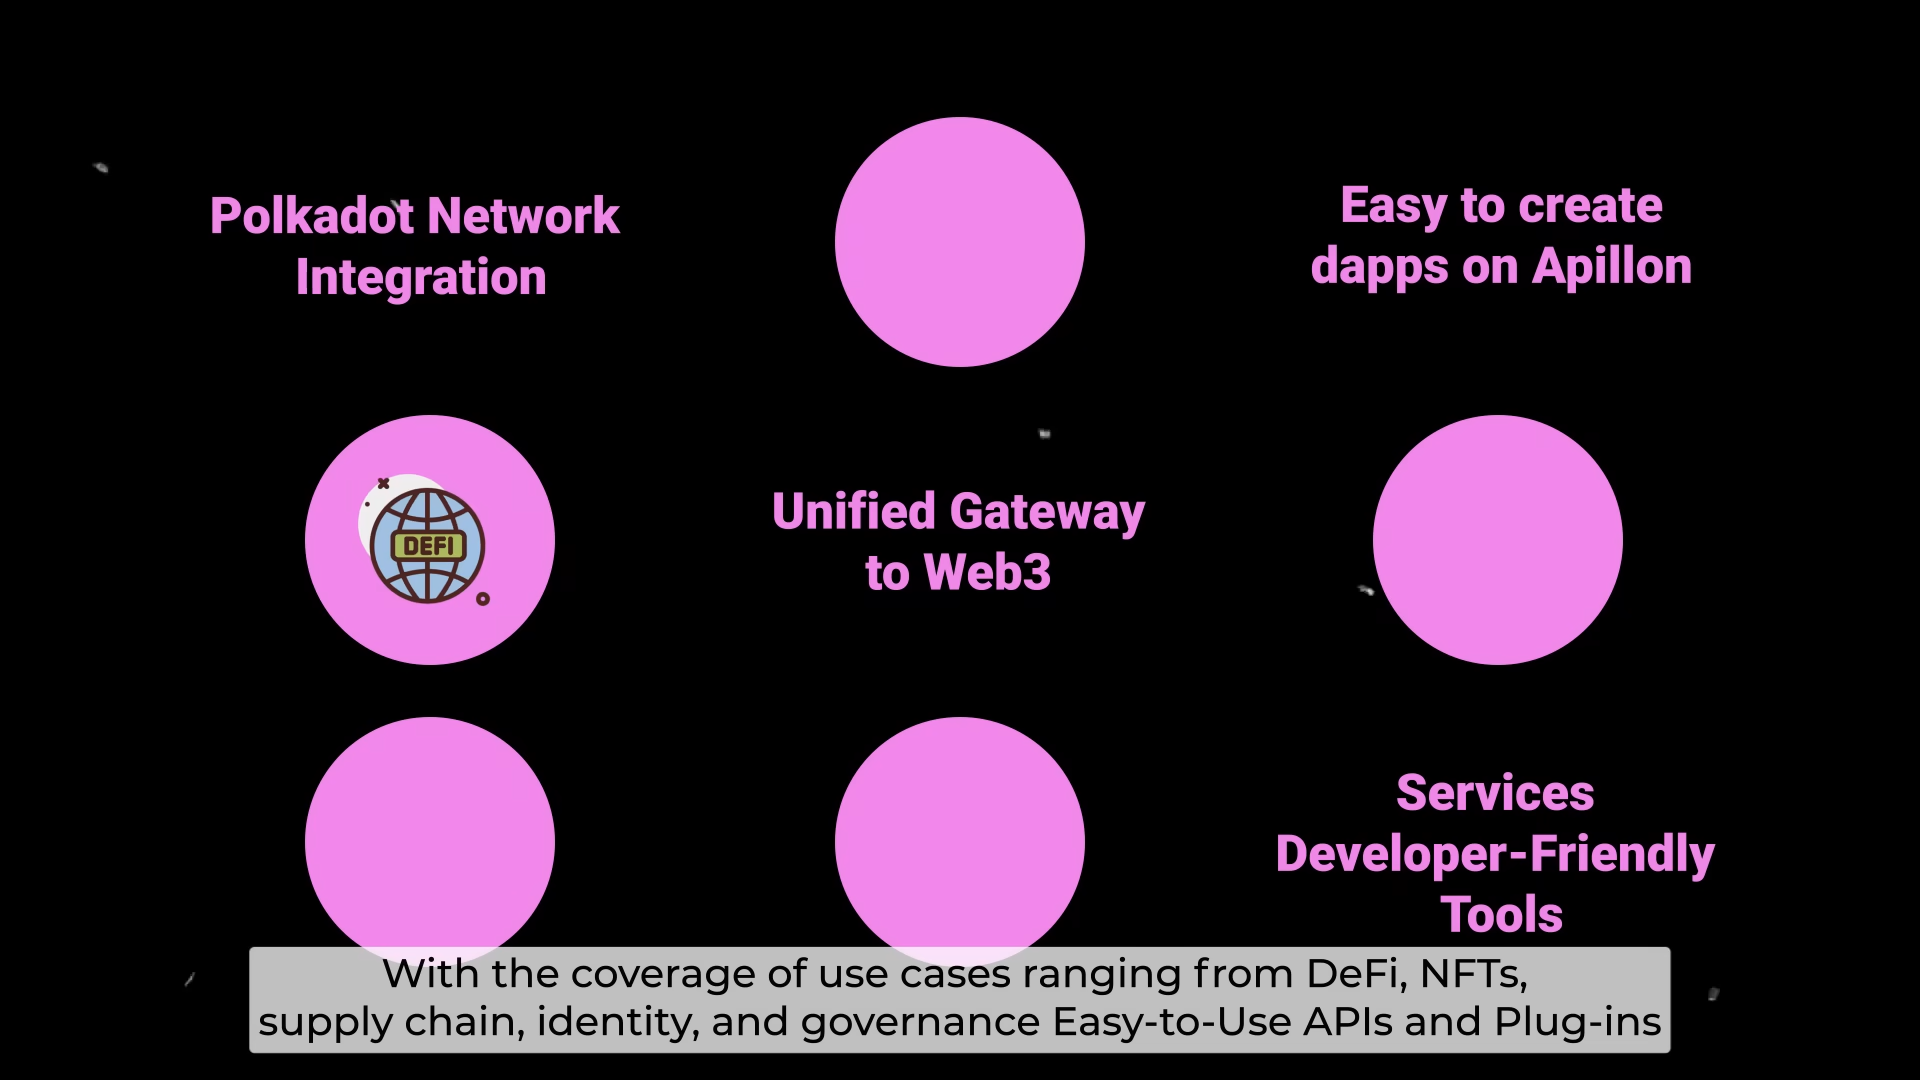 Polkadot Network
Integration
Easy to create
dapps on Apillon
DEFI
Unified Gateway
to Web3
Services
Developer-Friendly
Tools
With the coverage of use cases ranging from DeFi, NFTs,
supply chain, identity, and governance Easy-to-Use APIs and Plug-ins